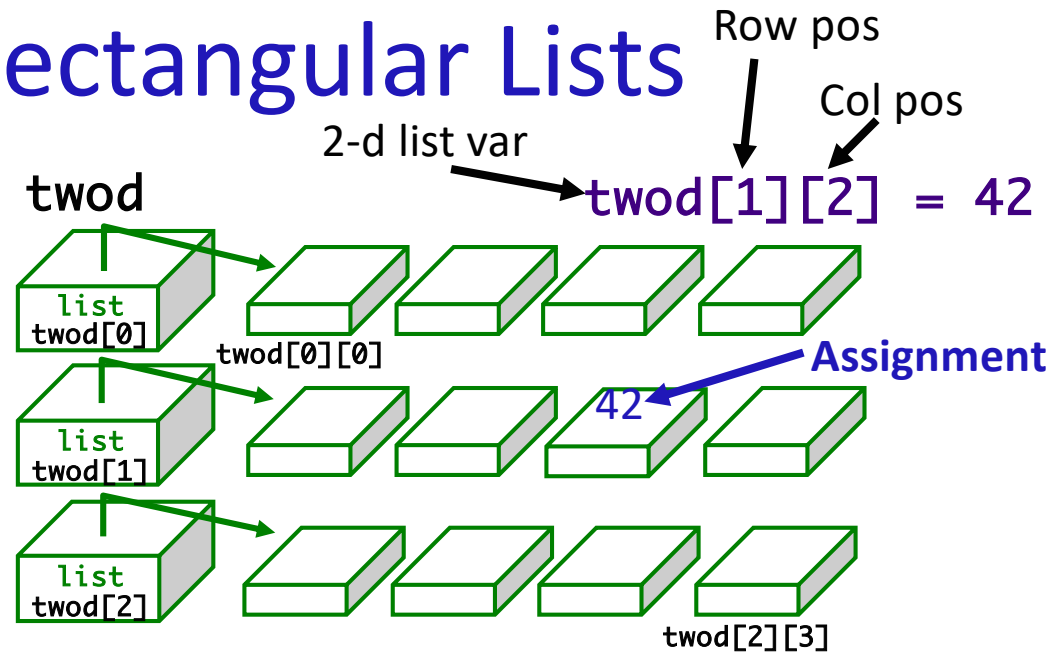 ectangular Lists
Row pos
Col pos
2-d list var
twod[1][2] = 42
twod
list
twod[0]
twod[0][0]
Assignment
42
list
twod[1]
list
twod[2]
twod[2][3]